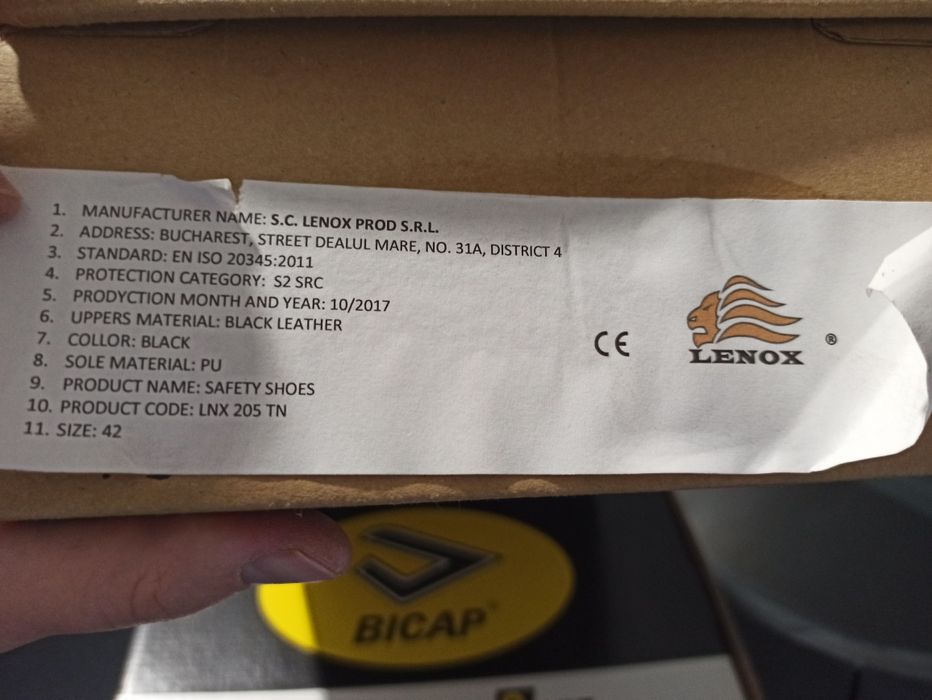 1. MANUFACTURER NAME: S.C. LENOX PROD S.R.L.
2. ADDRESS: BUCHAREST, STREET DEALUL MARE, NO. 31A, DISTRICT 4
3. STANDARD: EN ISO 20345:2011
4. PROTECTION CATEGORY: S2 SRC
5. PRODYCTION MONTH AND YEAR: 10/2017
6. UPPERS MATERIAL: BLACK LEATHER
7. COLLOR: BLACK
8. SOLE MATERIAL: PU
9. PRODUCT NAME: SAFETY SHOES
10. PRODUCT CODE: LNX 205 TN
11. SIZE: 42
CE
LENOX ®
BICAP